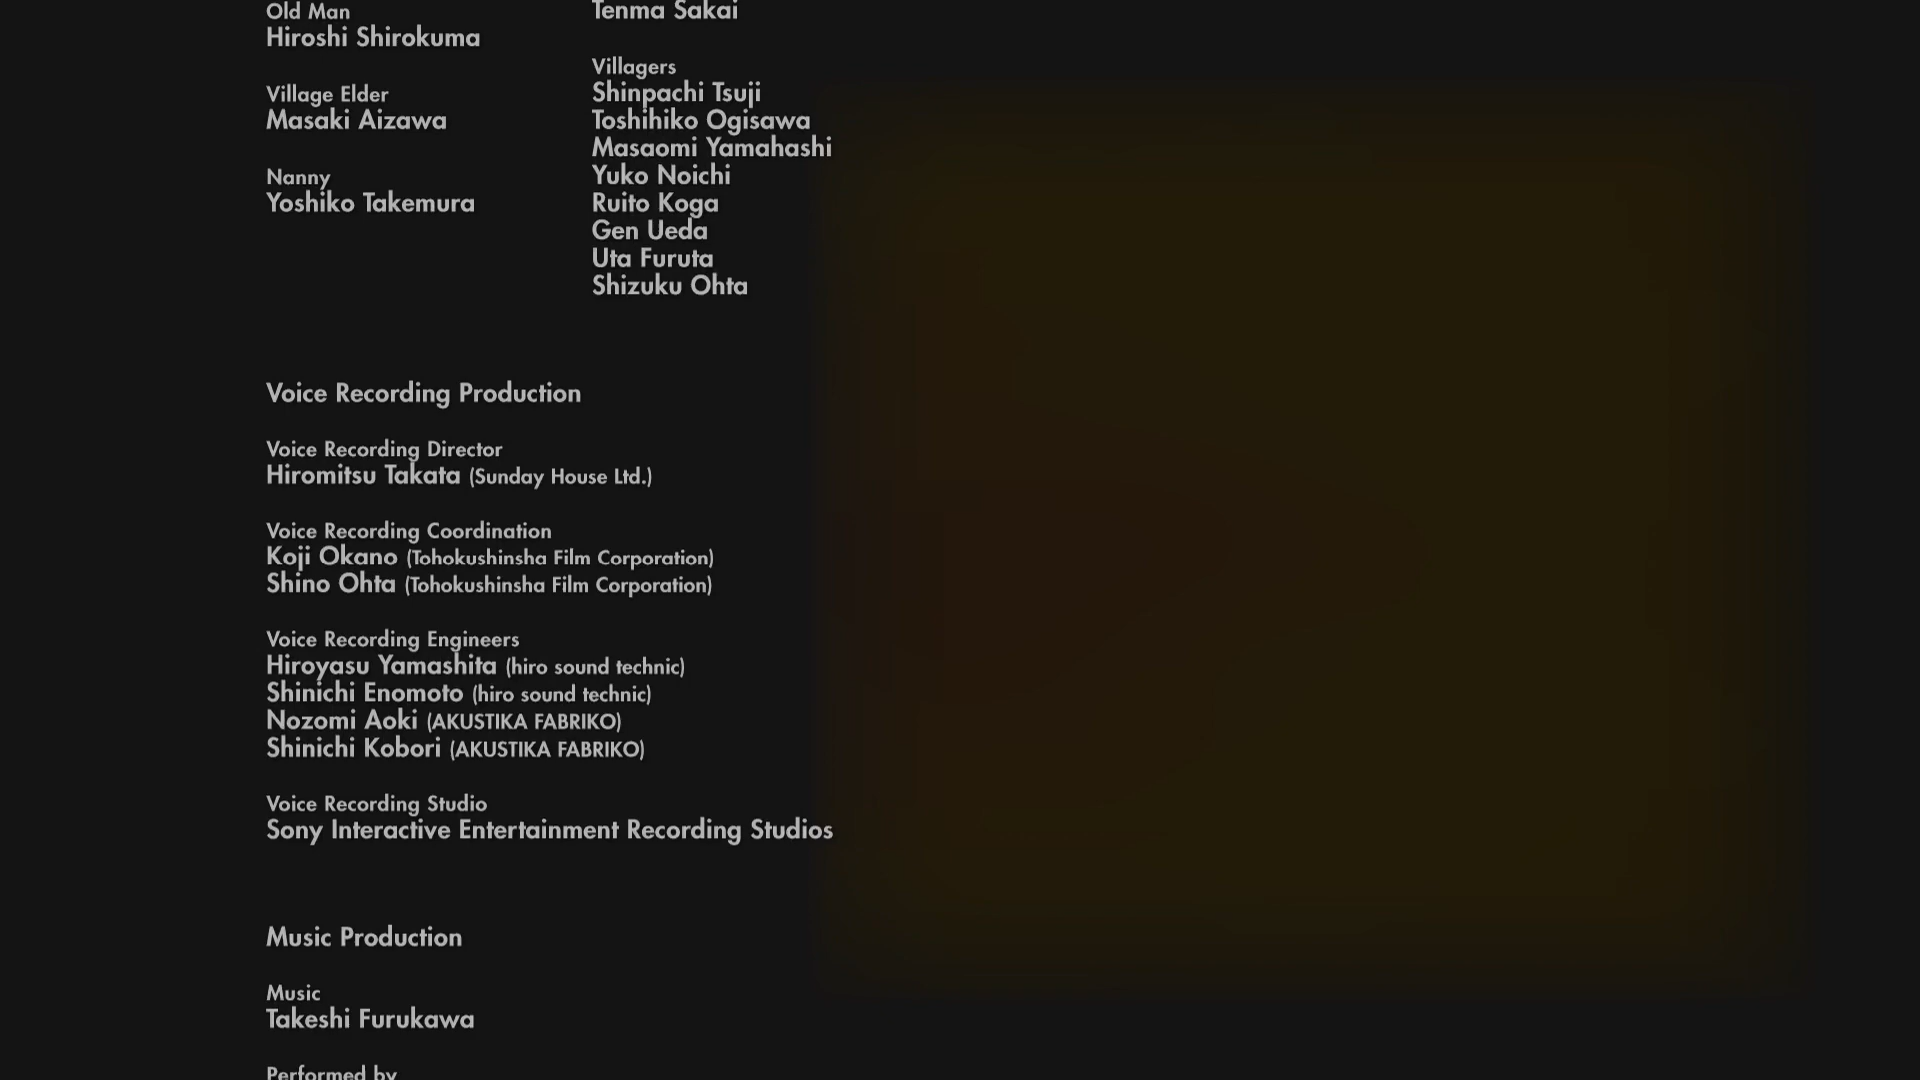 Old Man
Hiroshi Shirokuma
Village Elder
Masaki Aizawa
Nanny
Yoshiko Takemura
Tenma Sakai
Villagers
Shinpachi Tsuji
Toshihiko Ogisawa
Masaomi Yamahashi
Yuko Noichi
Ruito Koga
Gen Ueda
Uta Furuta
Shizuku Ohta
Voice Recording Production
Voice Recording Director
Hiromitsu Takata (Sunday House Ltd.)
Voice Recording Coordination
Koji Okano (Tohokushinsha Film Corporation)
Shino Ohta (Tohokushinsha Film Corporation)
Voice Recording Engineers
Hiroyasu Yamashita (hiro sound technic)
Shinichi Enomoto (hiro sound technic)
Nozomi Aoki (AKUSTIKA FABRIKO)
Shinichi Kobori (AKUSTIKA FABRIKO)
Voice Recording Studio
Sony Interactive Entertainment Recording Studios
Music Production
Music
Takeshi Furukawa
Performed by